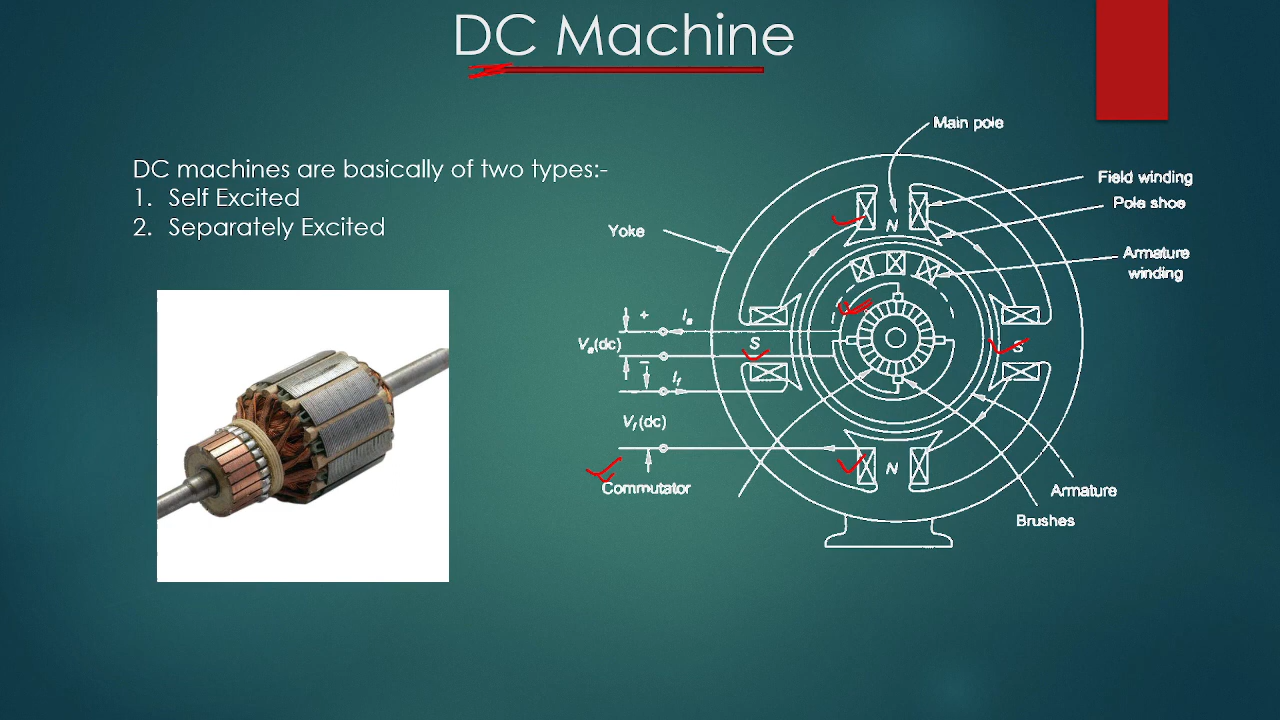 DC Machine
DC machines are basically of two types:-
1. Self Excited
2. Separately Excited
Main pole
Field winding
Pole shoe
Yoke
N
Armature
winding
+
Ia
Va(dc)
S
S
−
If
Vf(dc)
N
Commutator
Armature
Brushes